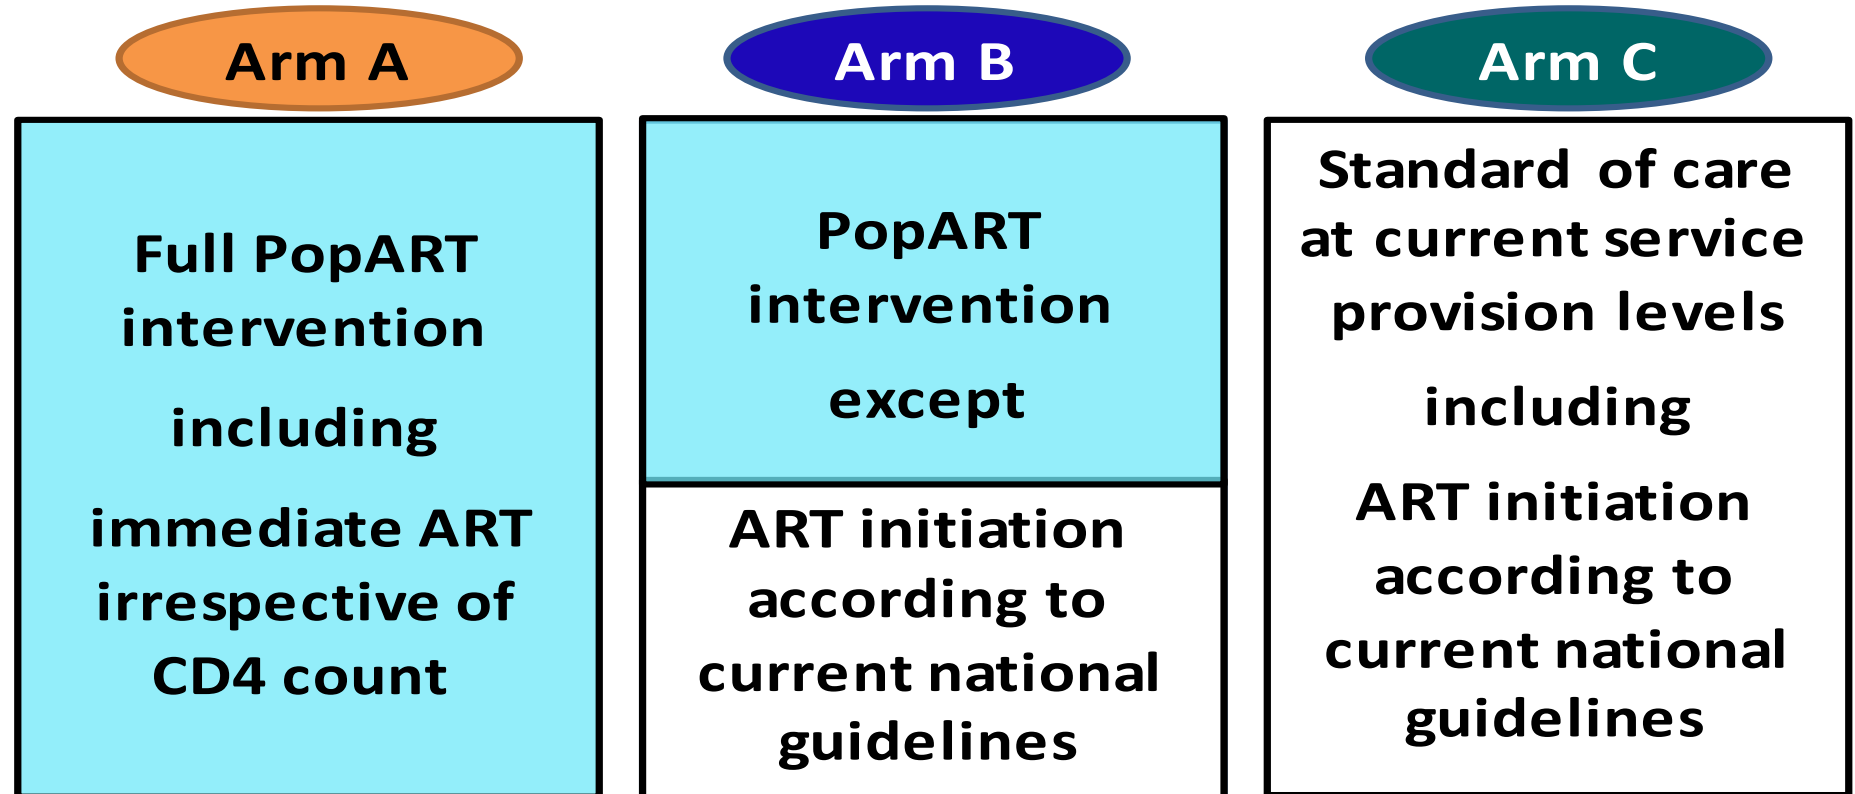 Arm A
Full PopART
intervention
including
immediate ART
irrespective of
CD4 count
Arm B
PopART
intervention
except
ART initiation
according to
current national
guidelines
Arm C
Standard of care
at current service
provision levels
including
ART initiation
according to
current national
guidelines